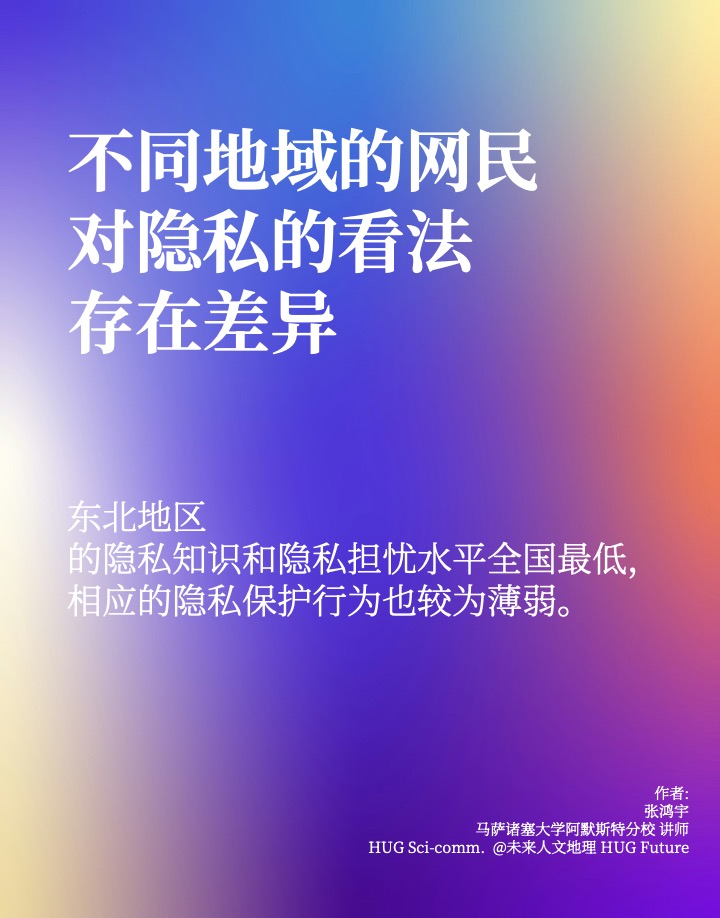 不同地域的网民
对隐私的看法
存在差异
东北地区
的隐私知识和隐私担忧水平全国最低，
相应的隐私保护行为也较为薄弱。
作者:
张鸿宇
马萨诸塞大学阿默斯特分校 讲师
HUG Sci-comm. @未来人文地理 HUG Future